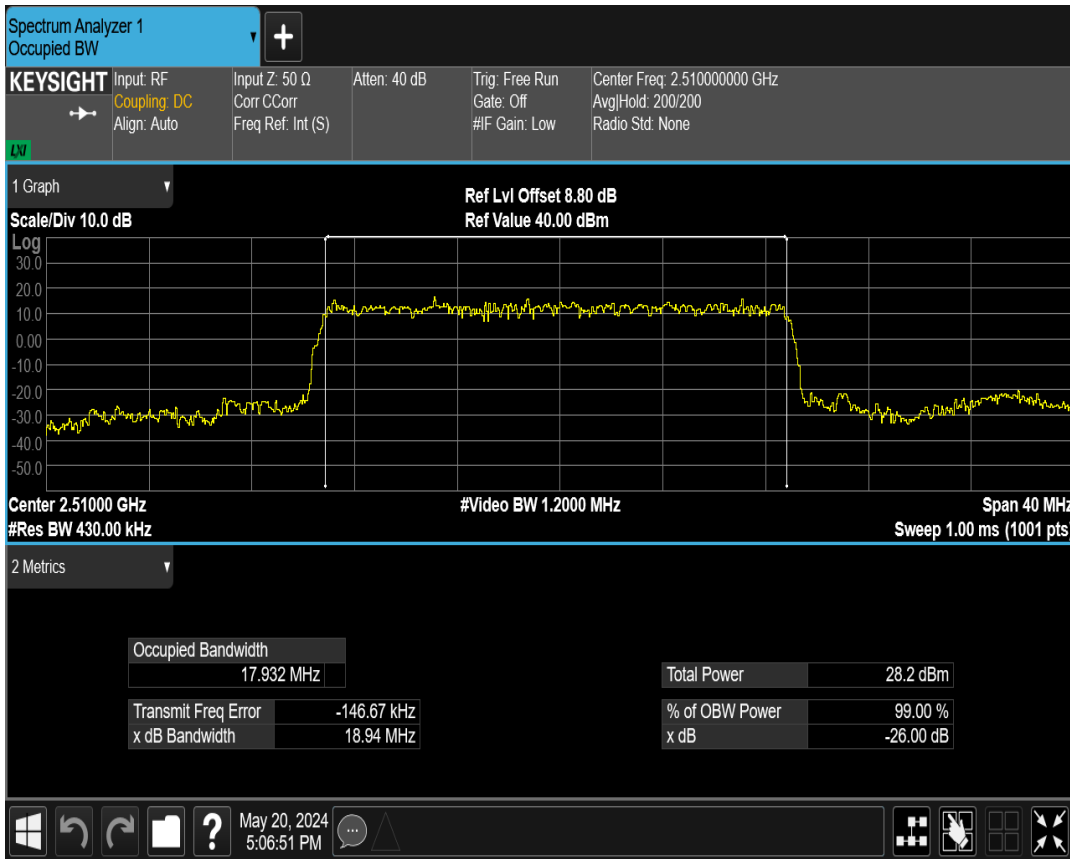 Spectrum Analyzer 1
Occupied BW
KEYSIGHT
LXI
Input: RF
Coupling: DC
Align: Auto
Input Z: 50 Ω
Corr CCorr
Freq Ref: Int (S)
Atten: 40 dB
Trig: Free Run
Gate: Off
#IF Gain: Low
Center Freq: 2.510000000 GHz
Avg|Hold: 200/200
Radio Std: None
1 Graph
Scale/Div 10.0 dB
Ref Lvl Offset 8.80 dB
Ref Value 40.00 dBm
Log
30.0
20.0
10.0
0.00
-10.0
-20.0
-30.0
-40.0
-50.0
Center 2.51000 GHz
#Video BW 1.2000 MHz
Span 40 MHz
#Res BW 430.00 kHz
Sweep 1.00 ms (1001 pts)
2 Metrics
Occupied Bandwidth
17.932 MHz
Total Power 28.2 dBm
Transmit Freq Error -146.67 kHz
% of OBW Power 99.00 %
x dB Bandwidth 18.94 MHz
x dB -26.00 dB
?
May 20, 2024
5:06:51 PM